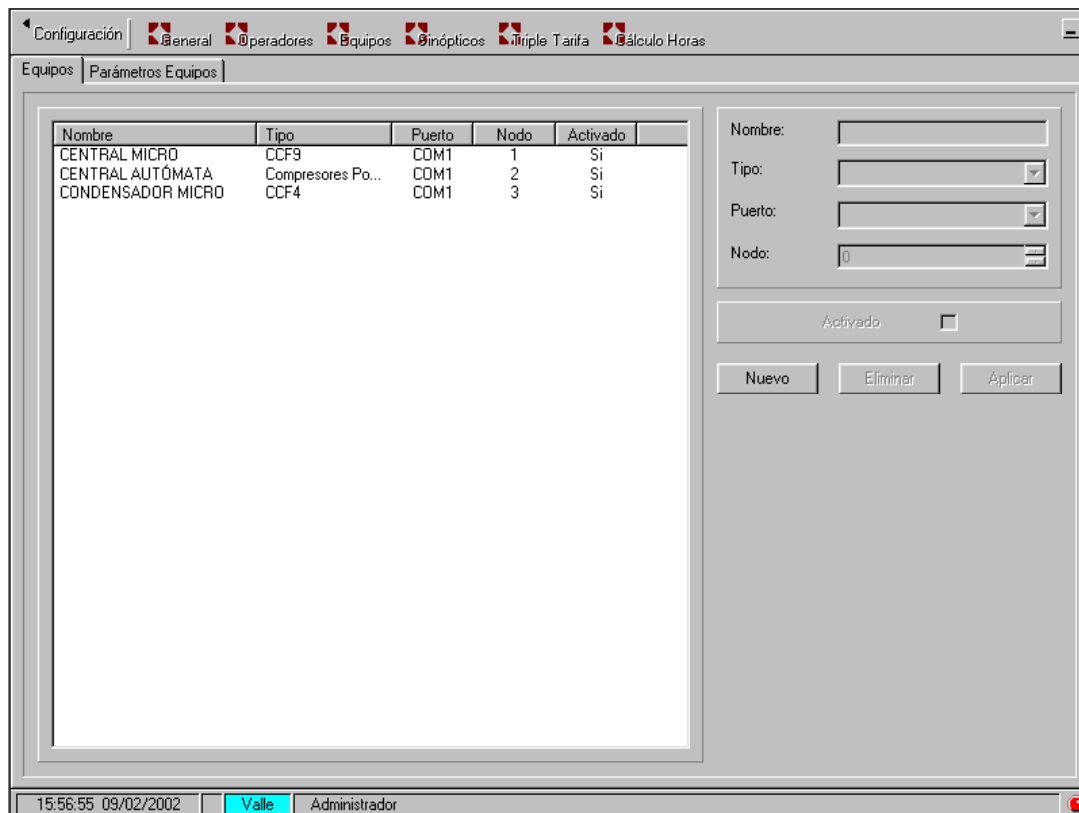 Configuración General Operadores Equipos Sinópticos Triple Tarifa Cálculo Horas
Equipos Parámetros Equipos
Nombre Tipo Puerto Nodo Activado
CENTRAL MICRO CCF9 COM1 1 Si
CENTRAL AUTÓMATA Compresores Po... COM1 2 Si
CONDENSADOR MICRO CCF4 COM1 3 Si
Nombre:
Tipo:
Puerto:
Nodo: 0
Activado
Nuevo Eliminar Aplicar
15:56:55 09/02/2002 Valle Administrador